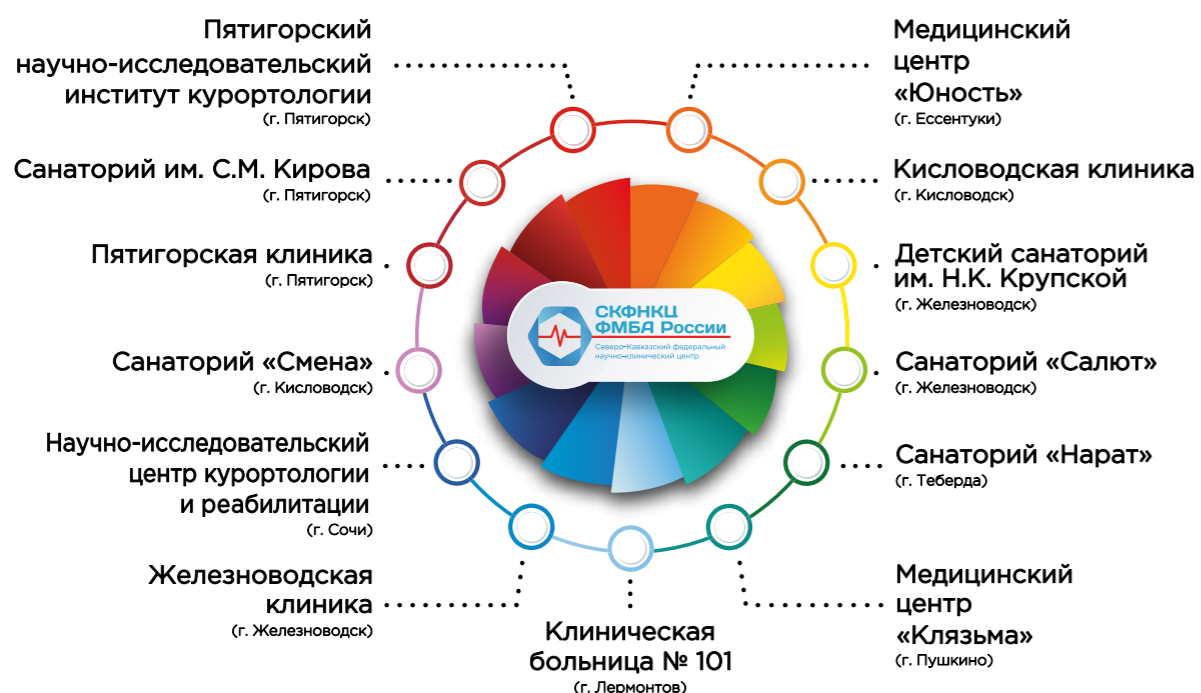 Пятигорский
научно-исследовательский
институт курортологии
(г. Пятигорск)
Санаторий им. С.М. Кирова
(г. Пятигорск)
Пятигорская клиника
(г. Пятигорск)
Санаторий «Смена»
(г. Кисловодск)
Научно-исследовательский
центр курортологии
и реабилитации
(г. Сочи)
Железноводская
клиника
(г. Железноводск)
СКФНКЦ
ФМБА России
Северо-Кавказский федеральный
научно-клинический центр
Клиническая
больница № 101
(г. Лермонтов)
Медицинский
центр
«Юность»
(г. Ессентуки)
Кисловодская клиника
(г. Кисловодск)
Детский санаторий
им. Н.К. Крупской
(г. Железноводск)
Санаторий «Салют»
(г. Железноводск)
Санаторий «Нарат»
(г. Теберда)
Медицинский
центр
«Клязьма»
(г. Пушкино)